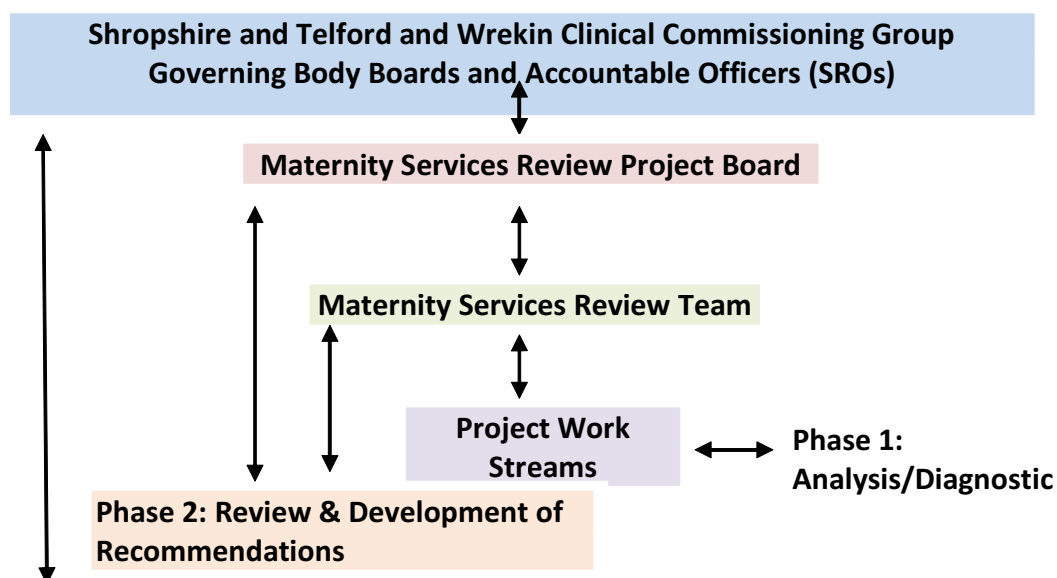 Shropshire and Telford and Wrekin Clinical Commissioning Group
Governing Body Boards and Accountable Officers (SROs)
Maternity Services Review Project Board
Maternity Services Review Team
Project Work
Streams
Phase 1:
Analysis/Diagnostic
Phase 2: Review & Development of
Recommendations